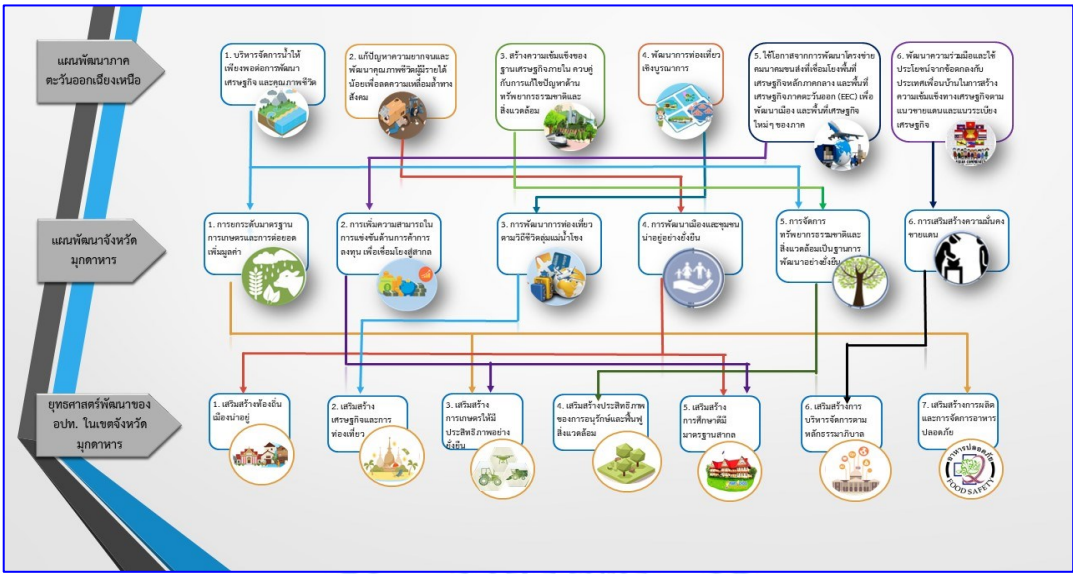 แผนพัฒนาภาค
ตะวันออกเฉียงเหนือ
1. บริหารจัดการน้ำให้
เพียงพอต่อการพัฒนา
เศรษฐกิจ และคุณภาพชีวิต
2. แก้ปัญหาความยากจนและ
พัฒนาคุณภาพชีวิตผู้มีรายได้
น้อยเพื่อลดความเหลื่อมล้ำทาง
สังคม
3. สร้างความเข้มแข็งของ
ฐานเศรษฐกิจภายใน ควบคู่
กับการแก้ไขปัญหาด้าน
ทรัพยากรธรรมชาติและ
สิ่งแวดล้อม
4. พัฒนาการท่องเที่ยว
เชิงบูรณาการ
5. ใช้โอกาสจากการพัฒนาโครงข่าย
คมนาคมขนส่งที่เชื่อมโยงพื้นที่
เศรษฐกิจหลักภาคกลาง และพื้นที่
เศรษฐกิจภาคตะวันออก (EEC) เพื่อ
พัฒนาเมือง และพื้นที่เศรษฐกิจ
ใหม่ๆ ของภาค
6. พัฒนาความร่วมมือและใช้
ประโยชน์จากข้อตกลงกับ
ประเทศเพื่อนบ้านในการสร้าง
ความเข้มแข็งทางเศรษฐกิจตาม
แนวชายแดนและแนวระเบียง
เศรษฐกิจ
แผนพัฒนาจังหวัด
มุกดาหาร
1. การยกระดับมาตรฐาน
การเกษตรและการต่อยอด
เพิ่มมูลค่า
2. การเพิ่มความสามารถใน
การแข่งขันด้านการค้าการ
ลงทุน เพื่อเชื่อมโยงสู่สากล
3. การพัฒนาการท่องเที่ยว
ตามวิถีชีวิตลุ่มแม่น้ำโขง
4. การพัฒนาเมืองและชุมชน
น่าอยู่อย่างยั่งยืน
5. การจัดการ
ทรัพยากรธรรมชาติและ
สิ่งแวดล้อมเป็นฐานการ
พัฒนาอย่างยั่งยืน
6. การเสริมสร้างความมั่นคง
ชายแดน
ยุทธศาสตร์พัฒนาของ
อปท. ในเขตจังหวัด
มุกดาหาร
1. เสริมสร้างท้องถิ่น
เมืองน่าอยู่
2. เสริมสร้าง
เศรษฐกิจและการ
ท่องเที่ยว
3. เสริมสร้าง
การเกษตรให้มี
ประสิทธิภาพอย่าง
ยั่งยืน
4. เสริมสร้างประสิทธิภาพ
ของการอนุรักษ์และฟื้นฟู
สิ่งแวดล้อม
5. เสริมสร้าง
การศึกษาดีมี
มาตรฐานสากล
6. เสริมสร้างการ
บริหารจัดการตาม
หลักธรรมาภิบาล
7. เสริมสร้างการผลิต
และการจัดการอาหาร
ปลอดภัย
อาหารปลอดภัย
FOOD SAFETY